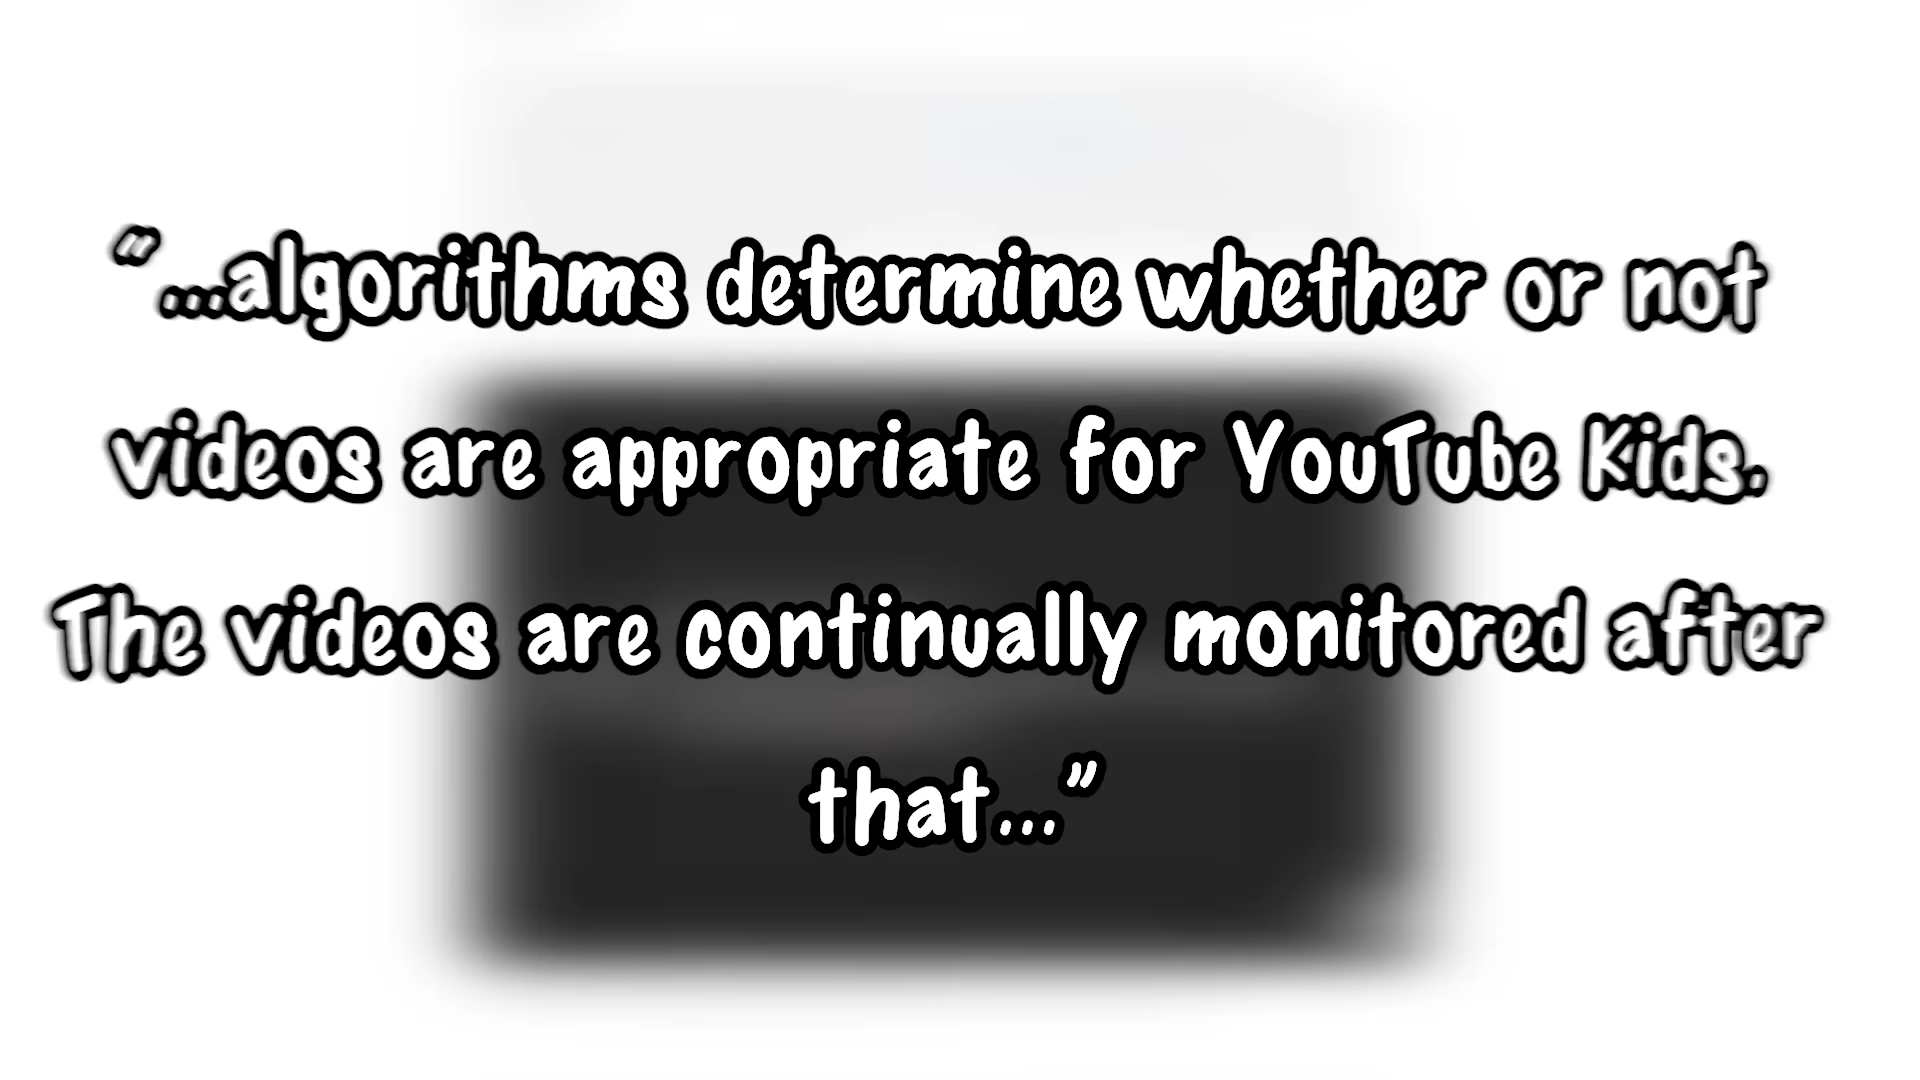 “...algorithms determine whether or not
videos are appropriate for YouTube Kids.
The videos are continually monitored after
that...”